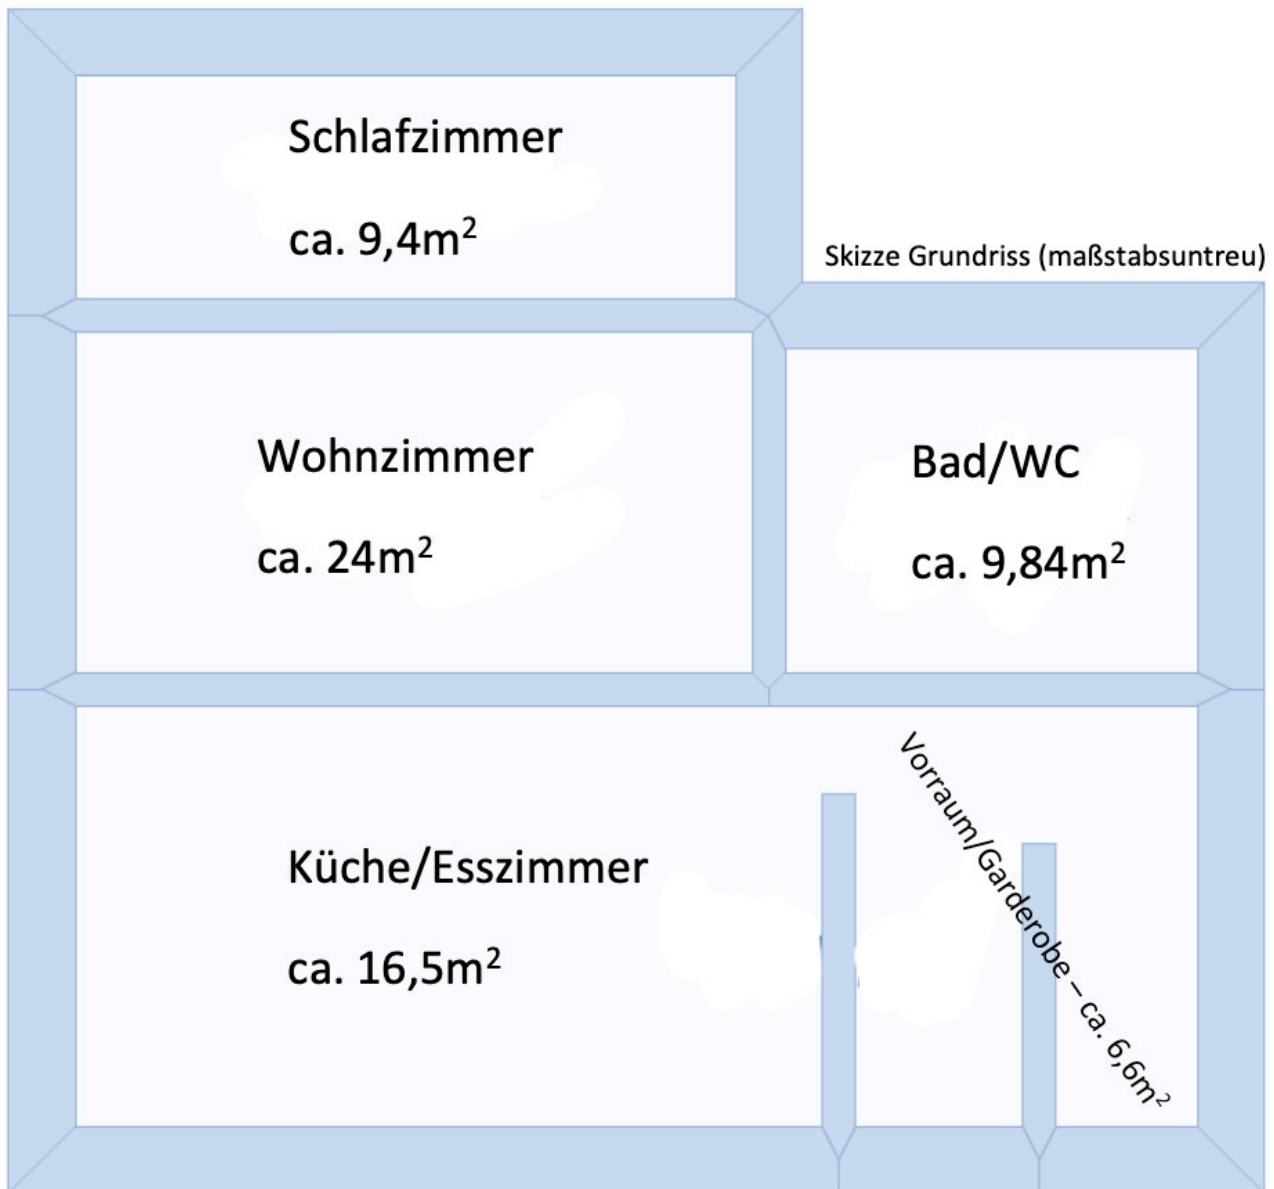 Schlafzimmer
ca. 9,4m²
Skizze Grundriss (maßstabsuntreu)
Wohnzimmer
ca. 24m²
Bad/WC
ca. 9,84m²
Küche/Esszimmer
ca. 16,5m²
Vorraum/Garderobe – ca. 6,6m²